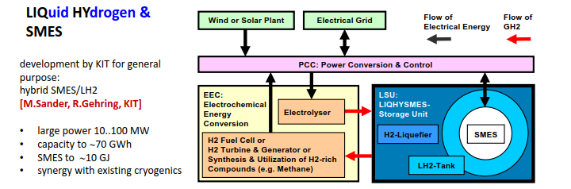 LIQuid HYdrogen &
SMES
development by KIT for general
purpose:
hybrid SMES/LH2
[M.Sander, R.Gehring, KIT]
• large power 10..100 MW
• capacity to ~70 GWh
• SMES to ~10 GJ
• synergy with existing cryogenics
Wind or Solar Plant
Electrical Grid
Flow of
Electrical Energy
Flow of
GH2
PCC: Power Conversion & Control
EEC:
Electrochemical
Energy
Conversion
Electrolyser
H2 Fuel Cell or
H2 Turbine & Generator or
Synthesis & Utilization of H2-rich
Compounds (e.g. Methane)
LSU: LIQHYSMES-
Storage Unit
H2-Liquefier
SMES
LH2-Tank